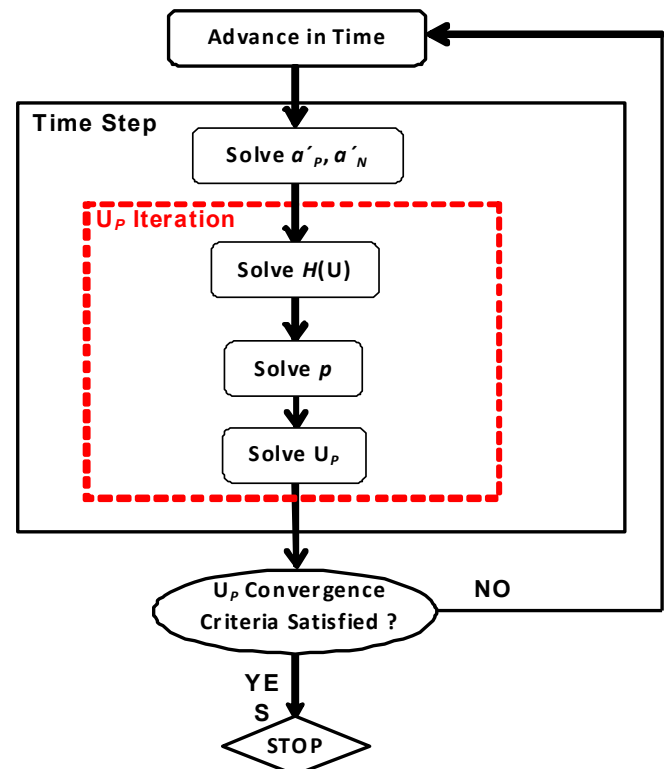 Advance in Time
Time Step
Solve a´P, a´N
UP Iteration
Solve H(U)
Solve p
Solve UP
UP Convergence
Criteria Satisfied ?
NO
YE
S
STOP